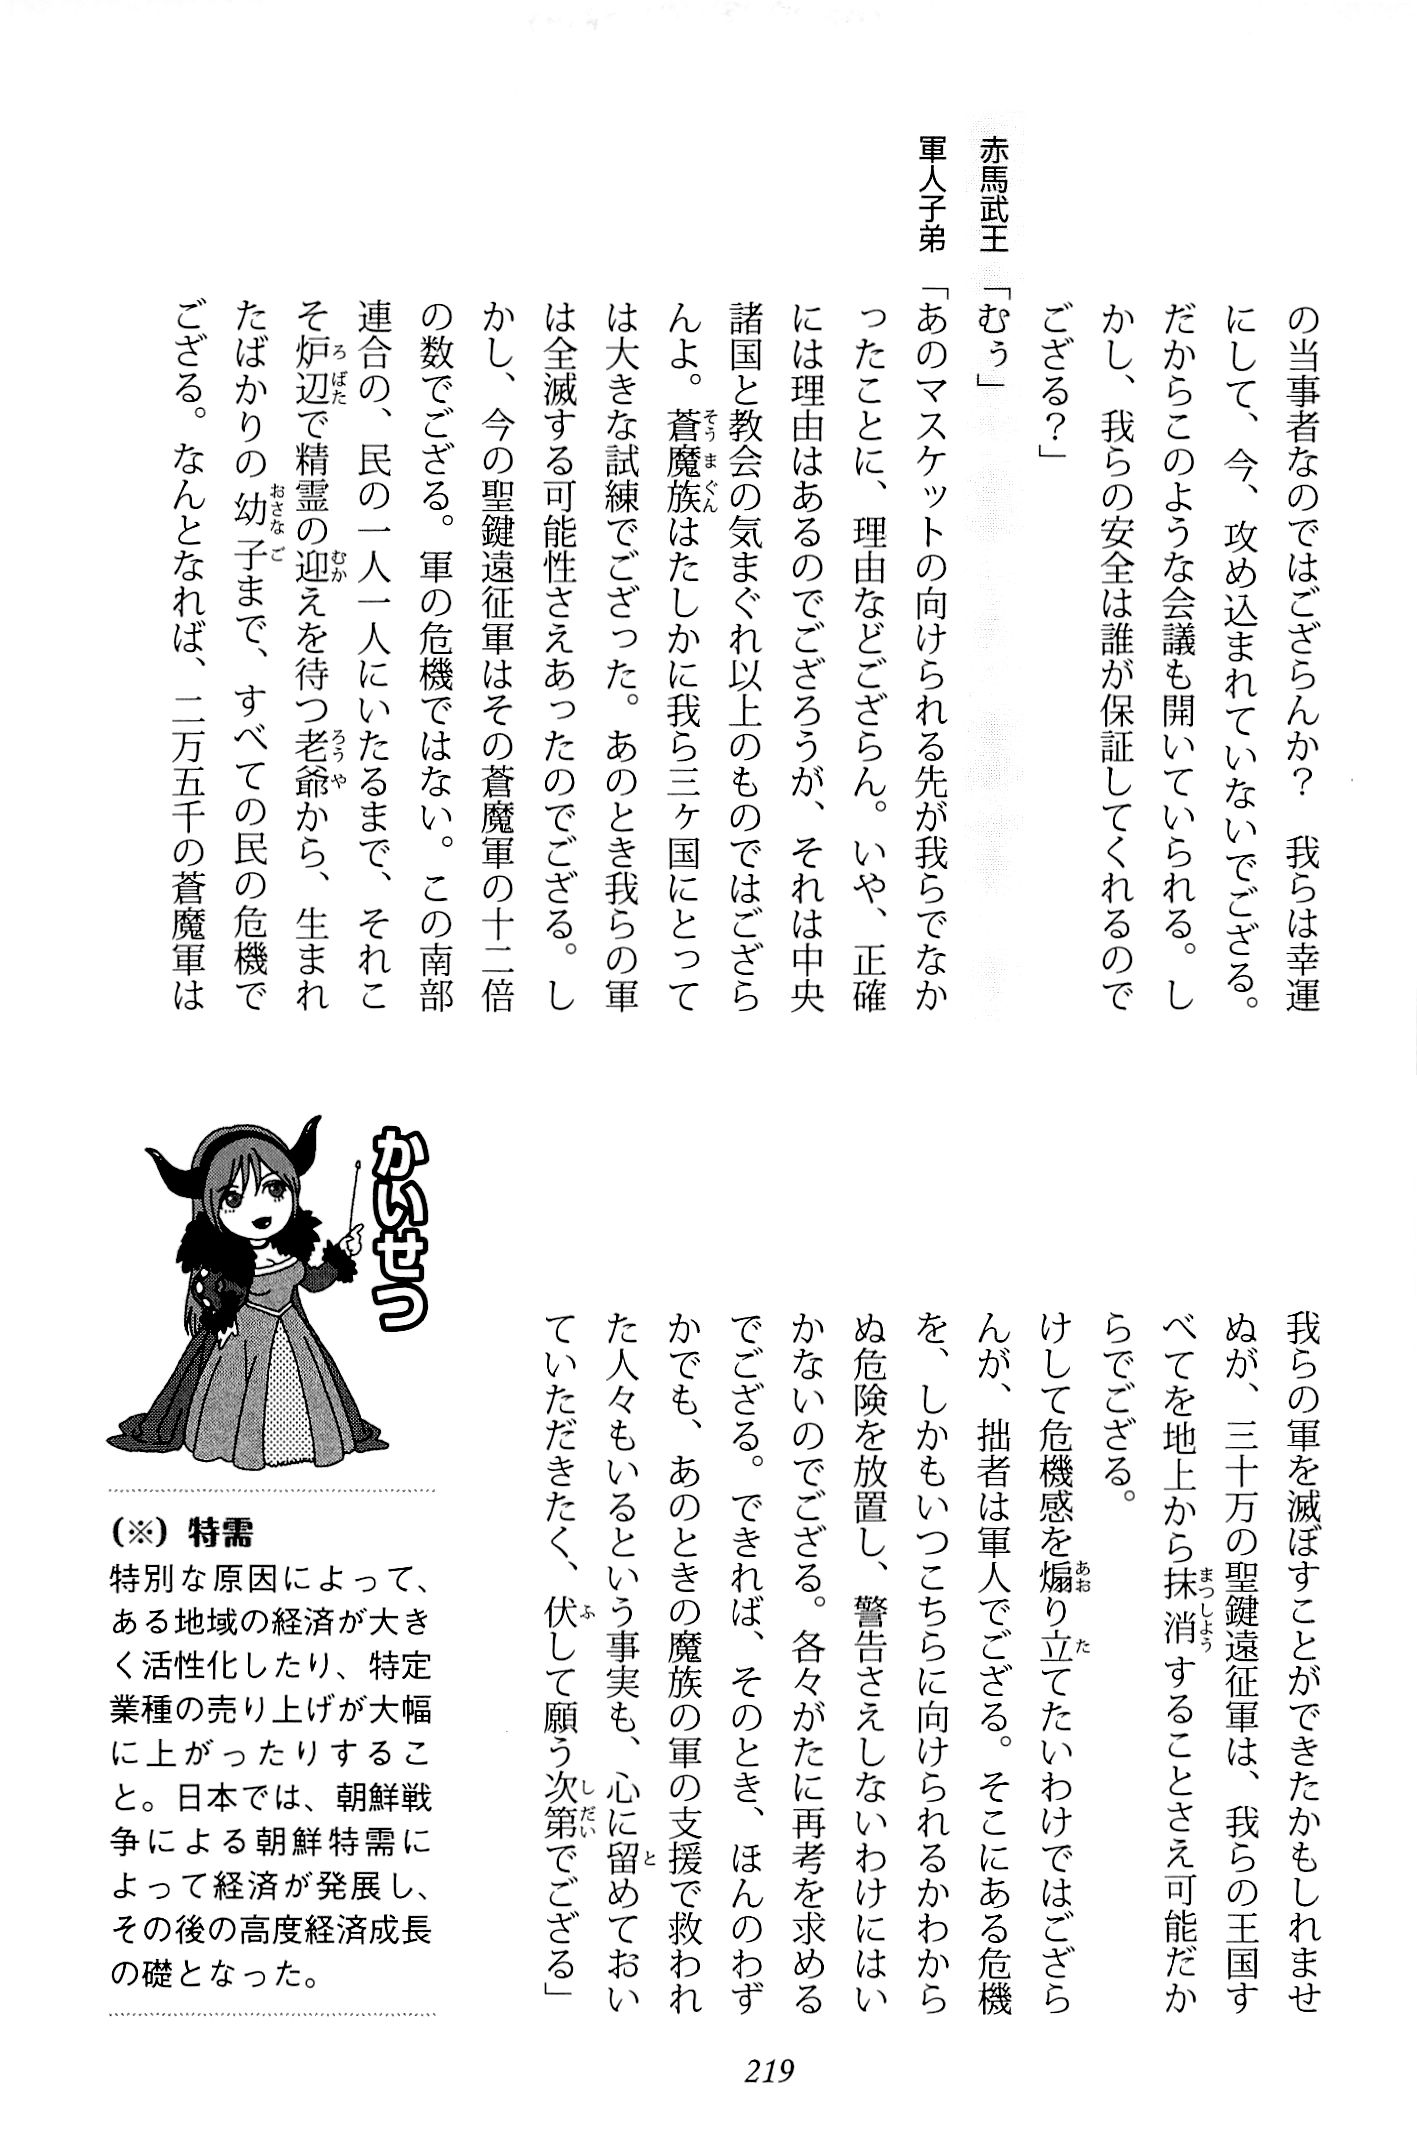 の当事者なのではござらんか？　我らは幸運
にして、今、攻め込まれていないでござる。
だからこのような会議も開いていられる。し
かし、我らの安全は誰が保証してくれるので
ござる？」
赤馬武王「むぅ」
軍人子弟「あのマスケットの向けられる先が我らでなか
ったことに、理由などござらん。いや、正確
には理由はあるのでござろうが、それは中央
諸国と教会の気まぐれ以上のものではござら
んよ。蒼魔族はたしかに我ら三ヶ国にとって
は大きな試練でござった。あのとき我らの軍
は全滅する可能性さえあったのでござる。し
かし、今の聖鍵遠征軍はその蒼魔軍の十二倍
の数でござる。軍の危機ではない。この南部
連合の、民の一人一人にいたるまで、それこ
そ炉辺で精霊の迎えを待つ老爺から、生まれ
たばかりの幼子まで、すべての民の危機で
ござる。なんとなれば、二万五千の蒼魔軍は
我らの軍を滅ぼすことができたかもしれませ
ぬが、三十万の聖鍵遠征軍は、我らの王国す
べてを地上から抹消することさえ可能だか
らでござる。
けして危機感を煽り立てたいわけではござら
んが、拙者は軍人でござる。そこにある危機
を、しかもいつこちらに向けられるかわから
ぬ危険を放置し、警告さえしないわけにはい
かないのでござる。各々がたに再考を求める
でござる。できれば、そのとき、ほんのわず
かでも、あのときの魔族の軍の支援で救われ
た人々もいるという事実も、心に留めておい
ていただきたく、伏して願う次第でござる」
かいせつ
（※）特需
特別な原因によって、
ある地域の経済が大き
く活性化したり、特定
業種の売り上げが大幅
に上がったりするこ
と。日本では、朝鮮戦
争による朝鮮特需に
よって経済が発展し、
その後の高度経済成長
の礎となった。
219